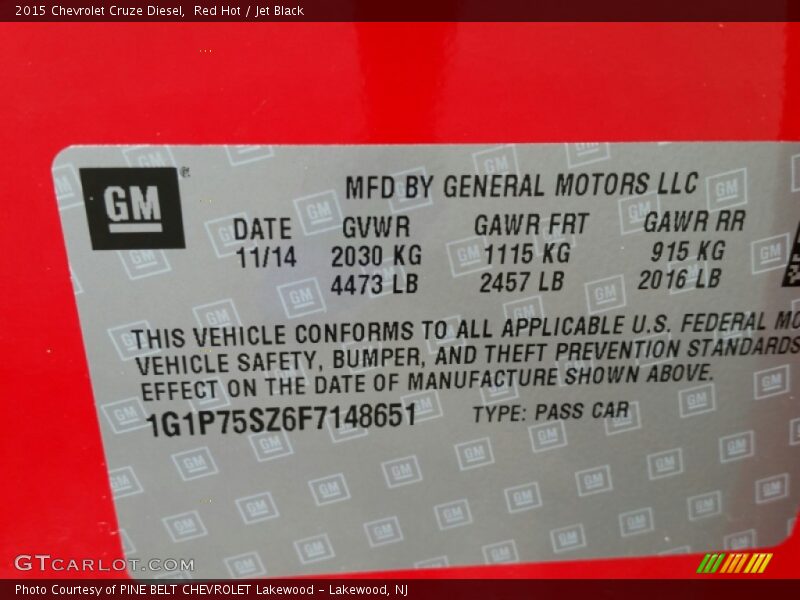 2015 Chevrolet Cruze Diesel, Red Hot / Jet Black
GM
MFD BY GENERAL MOTORS LLC
DATE GVWR GAWR FRT GAWR RR
11/14 2030 KG 1115 KG 915 KG
4473 LB 2457 LB 2016 LB
THIS VEHICLE CONFORMS TO ALL APPLICABLE U.S. FEDERAL MO
VEHICLE SAFETY, BUMPER, AND THEFT PREVENTION STANDARDS
EFFECT ON THE DATE OF MANUFACTURE SHOWN ABOVE.
1G1P75SZ6F7148651 TYPE: PASS CAR
GTCARLOT.COM
Photo Courtesy of PINE BELT CHEVROLET Lakewood - Lakewood, NJ